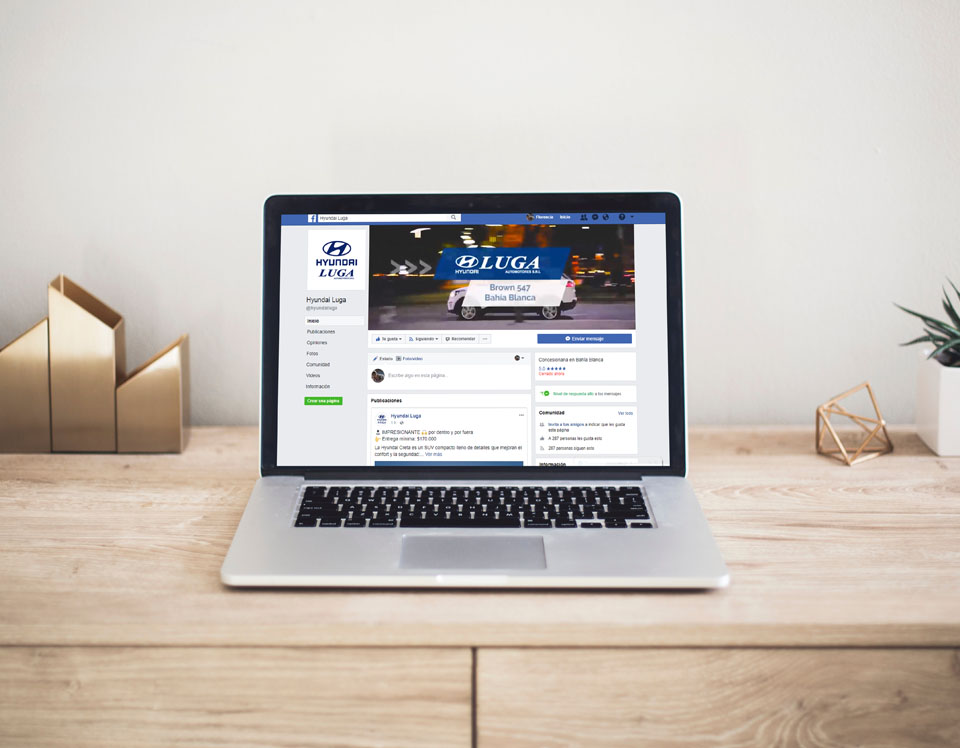 Hyundai Luga
Florencia Inicio
HYUNDAI
LUGA
Hyundai Luga
@hyundailuga
Inicio
Publicaciones
Opiniones
Fotos
Comunidad
Videos
Información
Crear una página
HYUNDAI
LUGA
AUTOMOTORES S.R.L.
Brown 547
Bahía Blanca
Te gusta
Siguiendo
Recomendar
Enviar mensaje
Estado
Foto/video
Escribe algo en esta página...
Publicaciones
Hyundai Luga
IMPRESIONANTE por dentro y por fuera
Entrega mínima: $170.000
La Hyundai Creta es un SUV compacto lleno de detalles que mejoran el
confort y la seguridad:... Ver más
Concesionaria en Bahía Blanca
5,0 ★★★★★
Cerrado ahora
Nivel de respuesta alto a los mensajes
Comunidad
Ver todo
Invita a tus amigos a indicar que les gusta
esta página
A 287 personas les gusta esto
287 personas siguen esto
Información